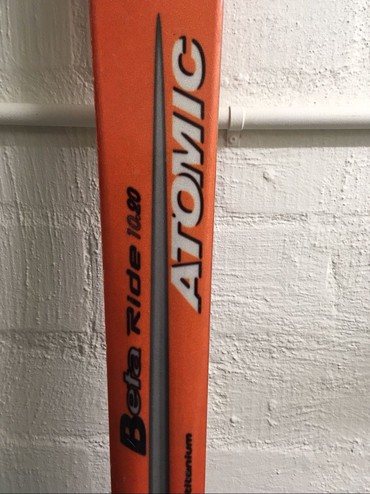 ATOMIC
Beta Ride 10.20
titanium